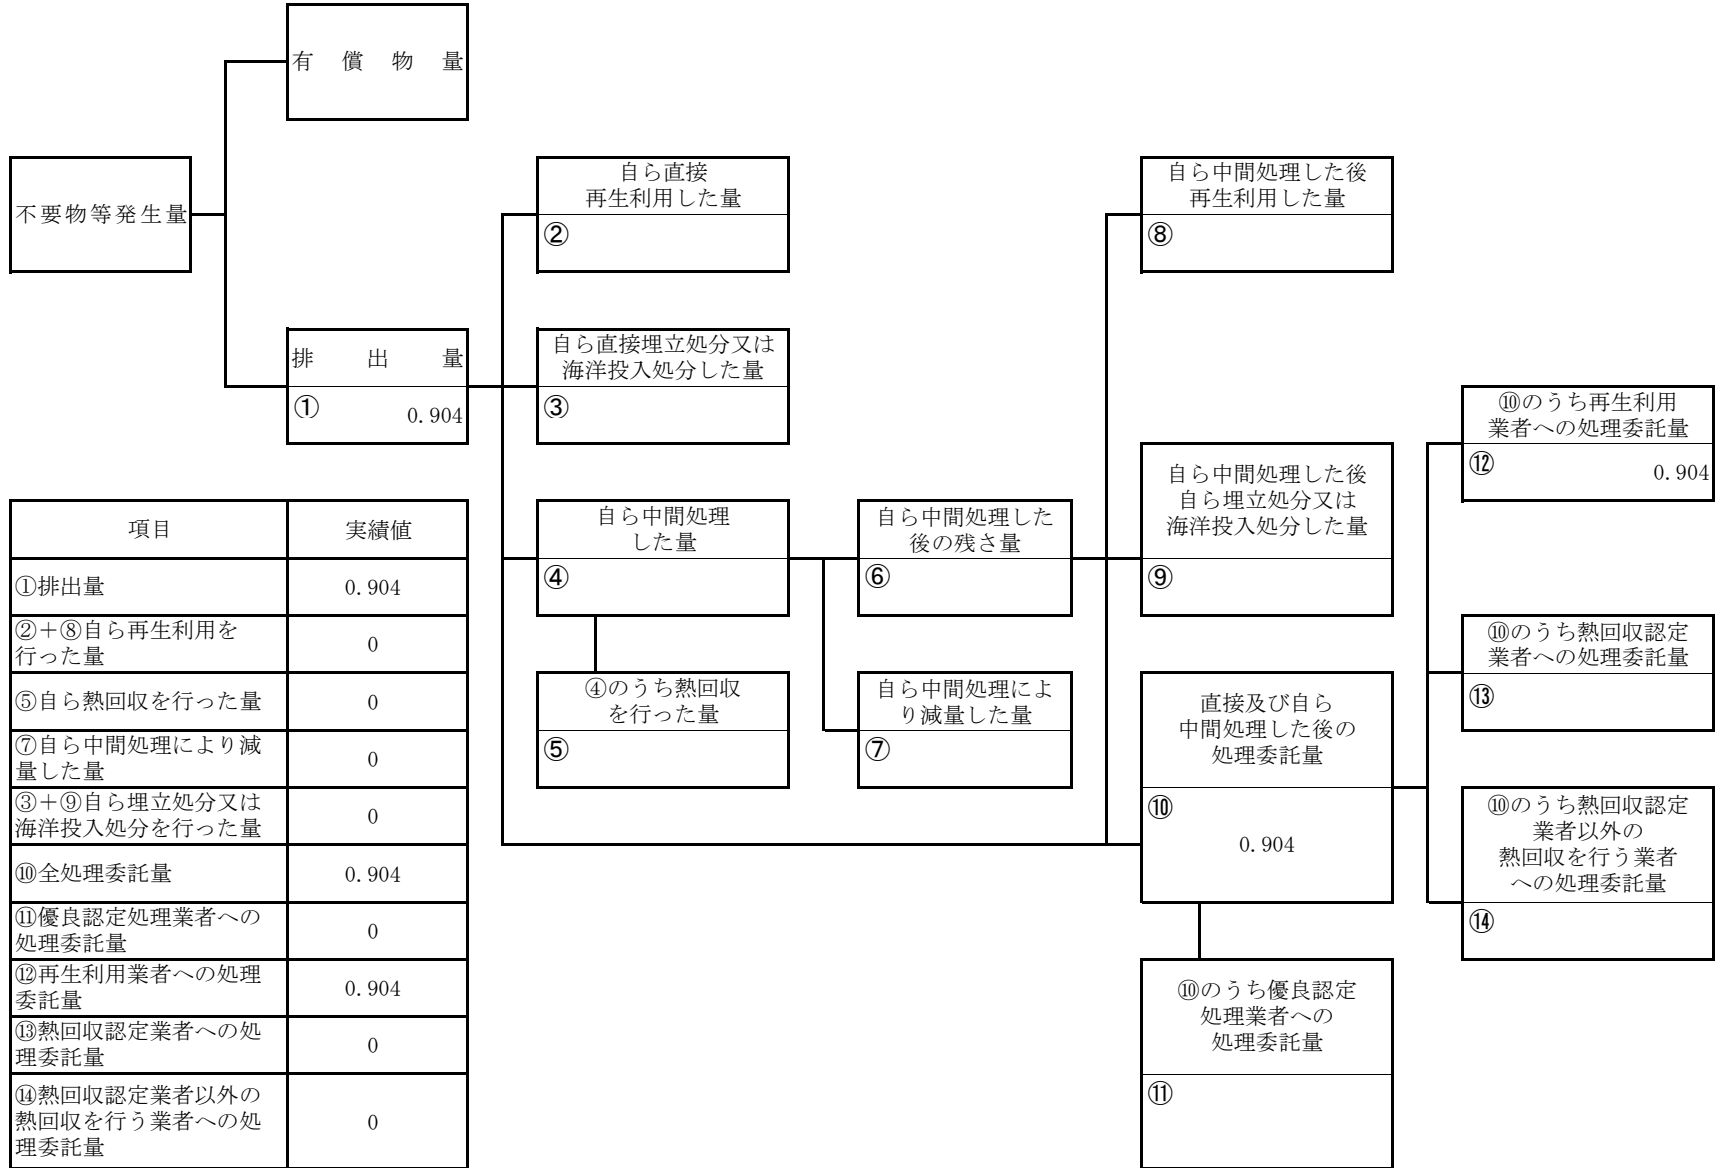 有償物量
不要物等発生量
排出量
①
0.904
自ら直接
再生利用した量
②
自ら直接埋立処分又は
海洋投入処分した量
③
自ら中間処理
した量
④
④のうち熱回収
を行った量
⑤
自ら中間処理した
後の残さ量
⑥
自ら中間処理によ
り減量した量
⑦
自ら中間処理した後
再生利用した量
⑧
自ら中間処理した後
自ら埋立処分又は
海洋投入処分した量
⑨
直接及び自ら
中間処理した後の
処理委託量
⑩
0.904
⑩のうち優良認定
処理業者への
処理委託量
⑪
⑩のうち再生利用
業者への処理委託量
⑫
0.904
⑩のうち熱回収認定
業者への処理委託量
⑬
⑩のうち熱回収認定
業者以外の
熱回収を行う業者
への処理委託量
⑭
項目 実績値
①排出量 0.904
②+⑧自ら再生利用を
行った量 0
⑤自ら熱回収を行った量 0
⑦自ら中間処理により減
量した量 0
③+⑨自ら埋立処分又は
海洋投入処分を行った量 0
⑩全処理委託量 0.904
⑪優良認定処理業者への
処理委託量 0
⑫再生利用業者への処理
委託量 0.904
⑬熱回収認定業者への処
理委託量 0
⑭熱回収認定業者以外の
熱回収を行う業者への処
理委託量 0